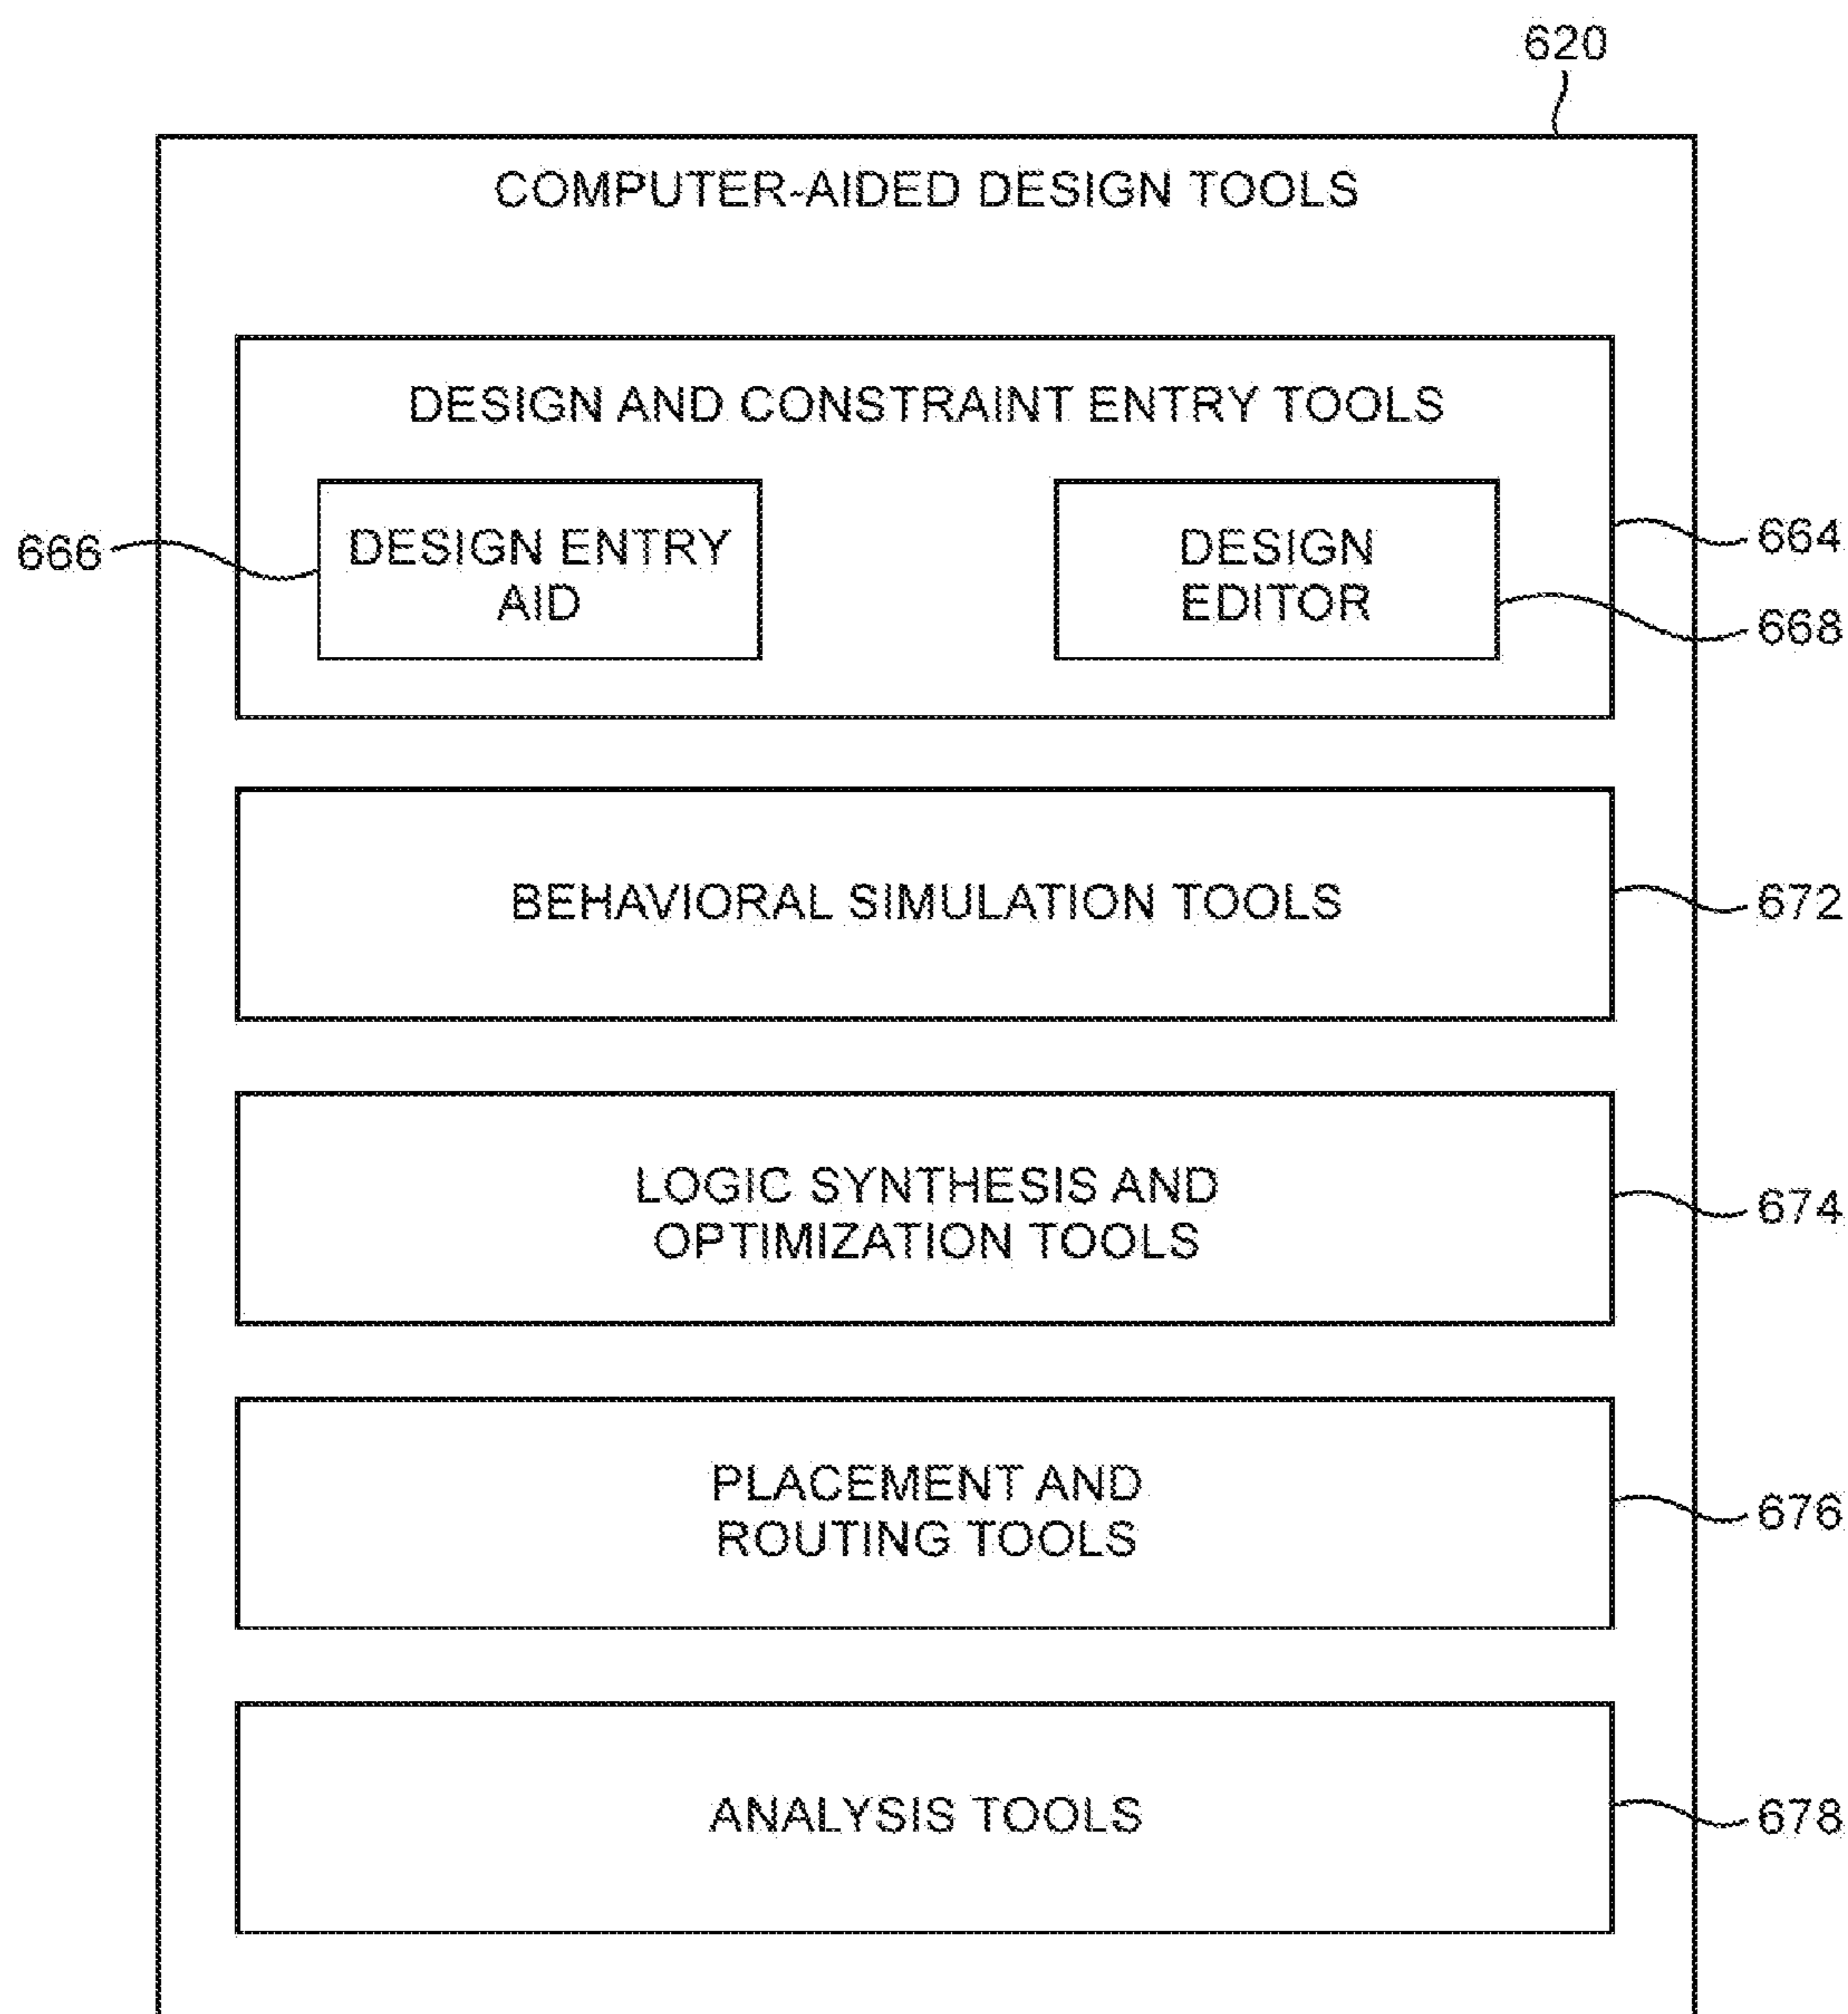 620
COMPUTER-AIDED DESIGN TOOLS
DESIGN AND CONSTRAINT ENTRY TOOLS
666
DESIGN ENTRY
AID
DESIGN
EDITOR
664
668
BEHAVIORAL SIMULATION TOOLS
672
LOGIC SYNTHESIS AND
OPTIMIZATION TOOLS
674
PLACEMENT AND
ROUTING TOOLS
676
ANALYSIS TOOLS
678